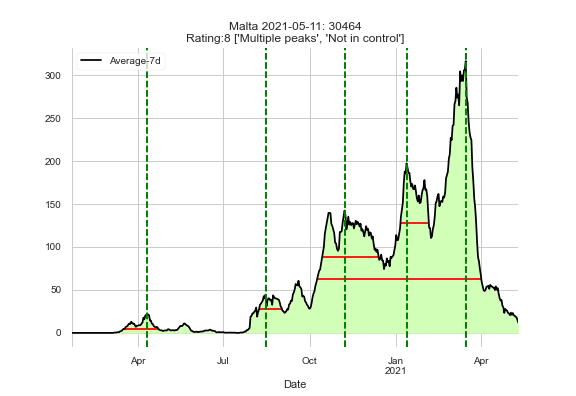 Malta 2021-05-11: 30464
Rating:8 ['Multiple peaks', 'Not in control']
Average-7d
300
250
200
150
100
50
0
Apr Jul Oct Jan Apr
2021
Date